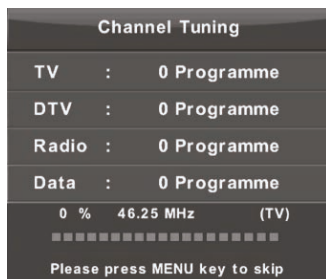 Channel Tuning
TV : 0 Programme
DTV : 0 Programme
Radio : 0 Programme
Data : 0 Programme
0 % 46.25 MHz (TV)
Please press MENU key to skip